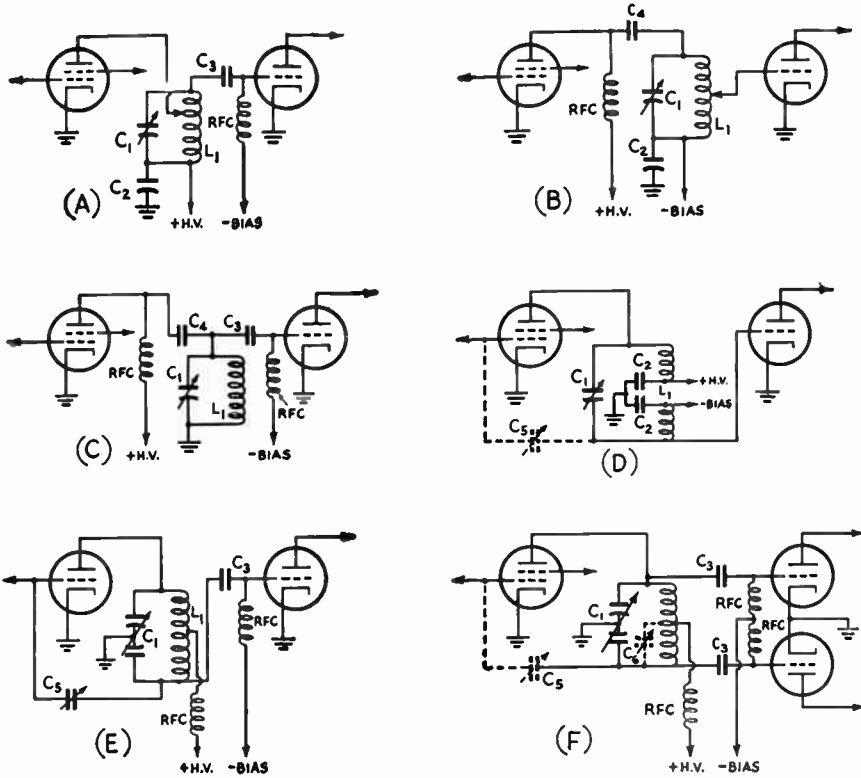 C3
RFC
C1
L1
C2
+H.V.
-BIAS
(A)
C4
RFC
C1
L1
C2
+H.V.
-BIAS
(B)
C4
C3
RFC
C1
L1
RFC
+H.V.
-BIAS
(C)
C1
C2
L1
+H.V.
-BIAS
C2
C5
(D)
C3
L1
C1
RFC
C5
RFC
+H.V.
-BIAS
(E)
C3
RFC
C1
RFC
C6
C3
C5
RFC
+H.V.
-BIAS
(F)